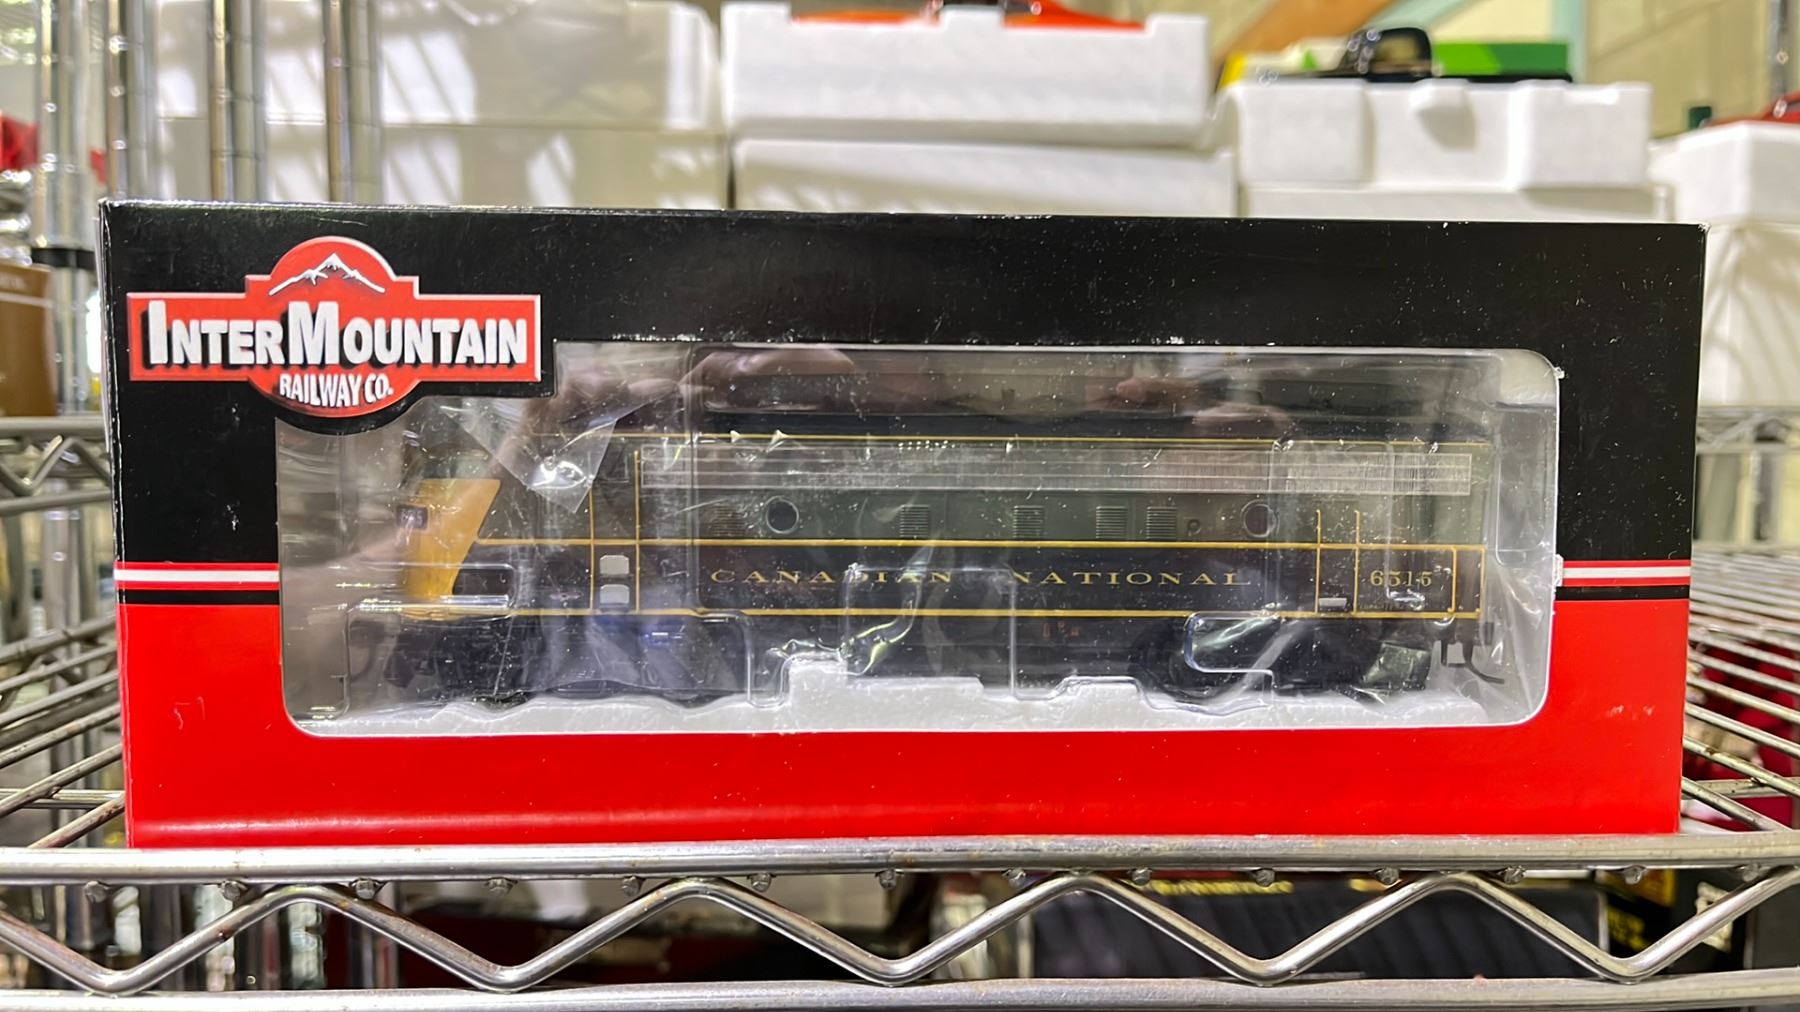 INTERMOUNTAIN
RAILWAY CO.
CANADIAN NATIONAL
6515